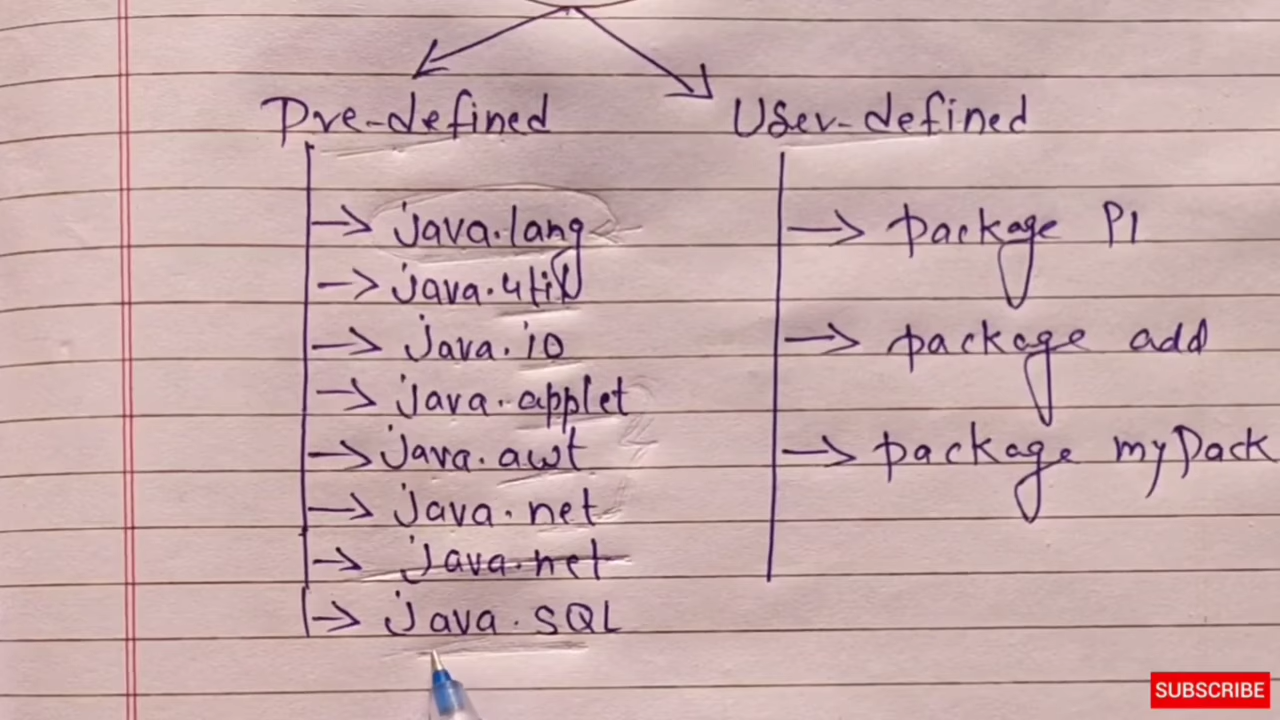 Pre-defined
User-defined
java.lang
java.util
java.io
java.applet
java.awt
java.net
java.net
java.SQL
package P1
package add
package myPack
SUBSCRIBE